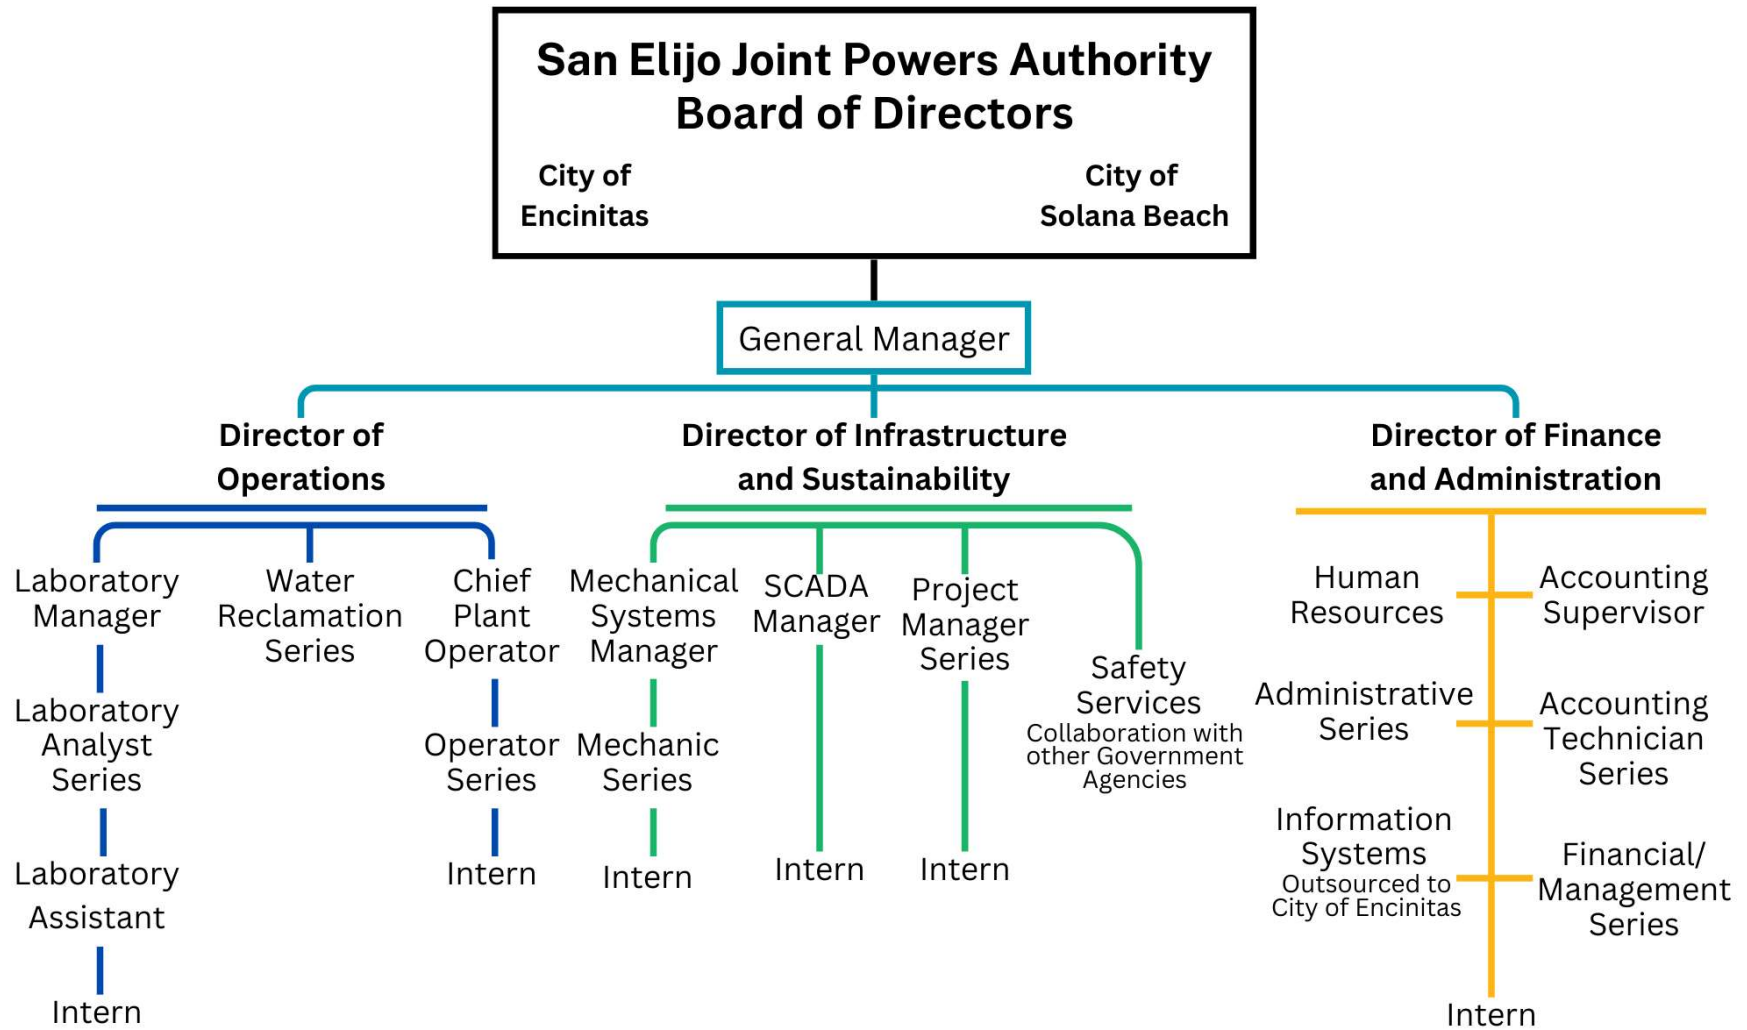 San Elijo Joint Powers Authority
Board of Directors
City of
Encinitas
City of
Solana Beach
General Manager
Director of
Operations
Director of Infrastructure
and Sustainability
Director of Finance
and Administration
Laboratory
Manager
Laboratory
Analyst
Series
Laboratory
Assistant
Intern
Water
Reclamation
Series
Chief
Plant
Operator
Operator
Series
Intern
Mechanical
Systems
Manager
Mechanic
Series
Intern
SCADA
Manager
Intern
Project
Manager
Series
Intern
Safety
Services
Collaboration with
other Government
Agencies
Human
Resources
Administrative
Series
Information
Systems
Outsourced to
City of Encinitas
Accounting
Supervisor
Accounting
Technician
Series
Financial/
Management
Series
Intern